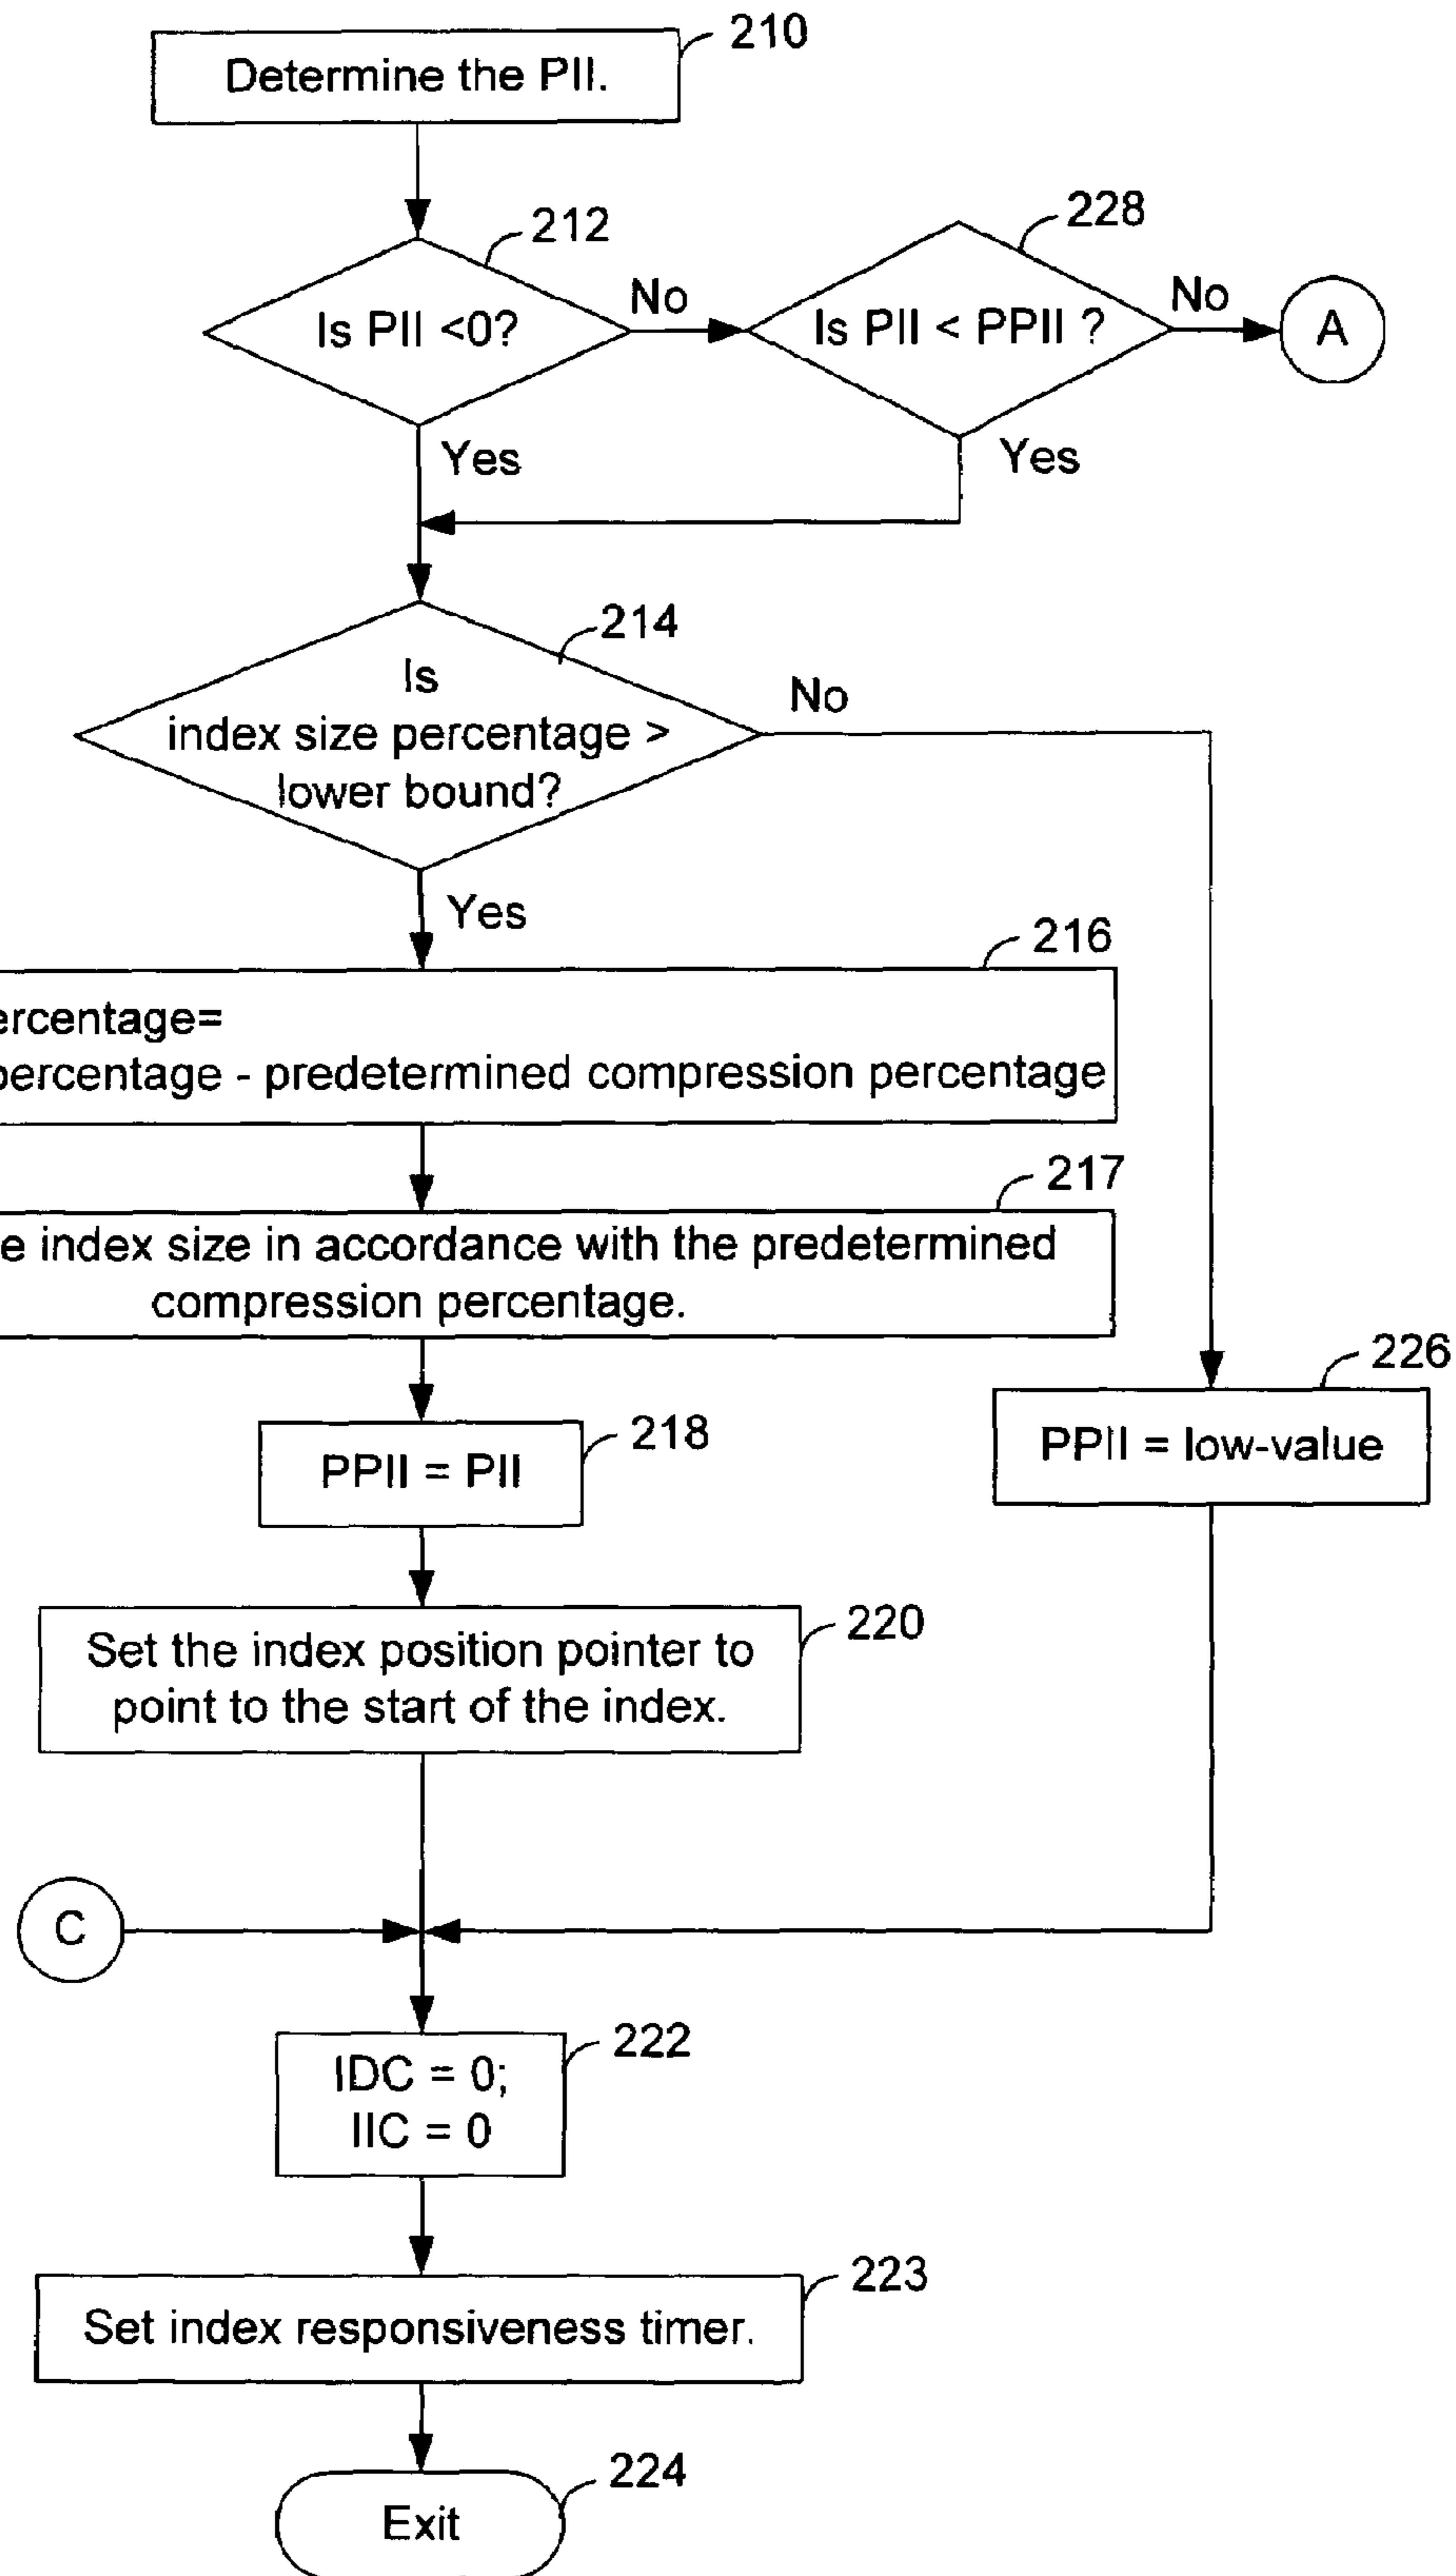 210
Determine the PII.
212
228
Is PII <0?
No
Is PII < PPII ?
No
A
Yes
Yes
214
Is
index size percentage >
lower bound?
No
Yes
216
ercentage=
percentage - predetermined compression percentage
217
e index size in accordance with the predetermined
compression percentage.
226
PPII = low-value
218
PPII = PII
220
Set the index position pointer to
point to the start of the index.
C
222
IDC = 0;
IIC = 0
223
Set index responsiveness timer.
224
Exit